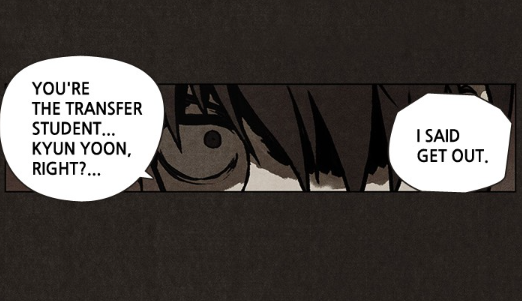 YOU'RE
THE TRANSFER
STUDENT...
KYUN YOON,
RIGHT?...
I SAID
GET OUT.